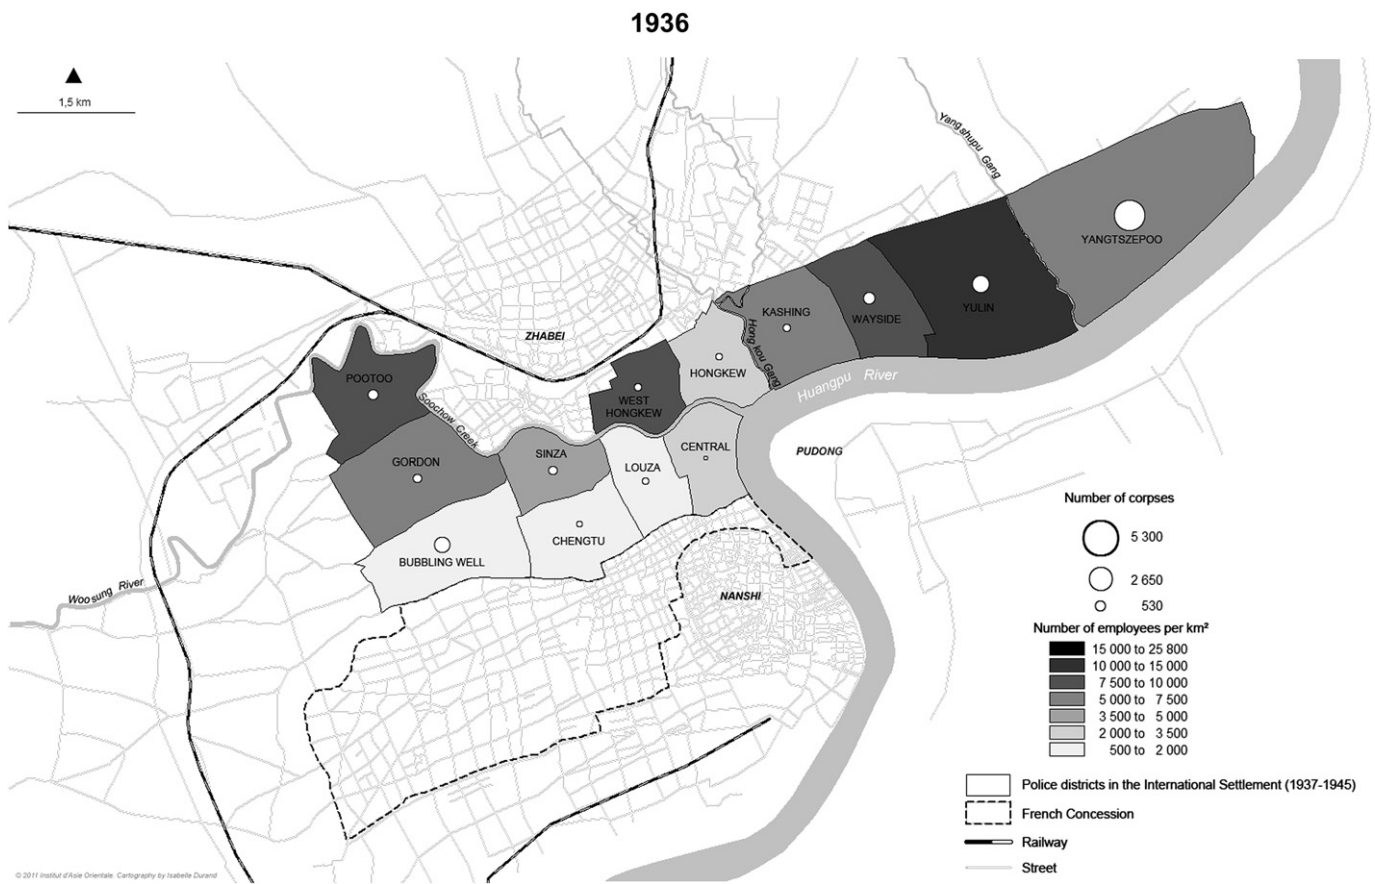 1936
1,5 km
Yangshupu Gang
YANGTSZEPOO
YULIN
KASHING
WAYSIDE
ZHABEI
Hong kou Gang
HONGKEW
POOTOO
Huangpu River
WEST
HONGKEW
Soochow Creek
CENTRAL
PUDONG
SINZA
GORDON
LOUZA
CHENGTU
BUBBLING WELL
Woosung River
NANSHI
Number of corpses
5 300
2 650
530
Number of employees per km²
15 000 to 25 800
10 000 to 15 000
7 500 to 10 000
5 000 to 7 500
3 500 to 5 000
2 000 to 3 500
500 to 2 000
Police districts in the International Settlement (1937-1945)
French Concession
Railway
Street
© 2011 Institut d'Asie Orientale. Cartography by Isabelle Durand